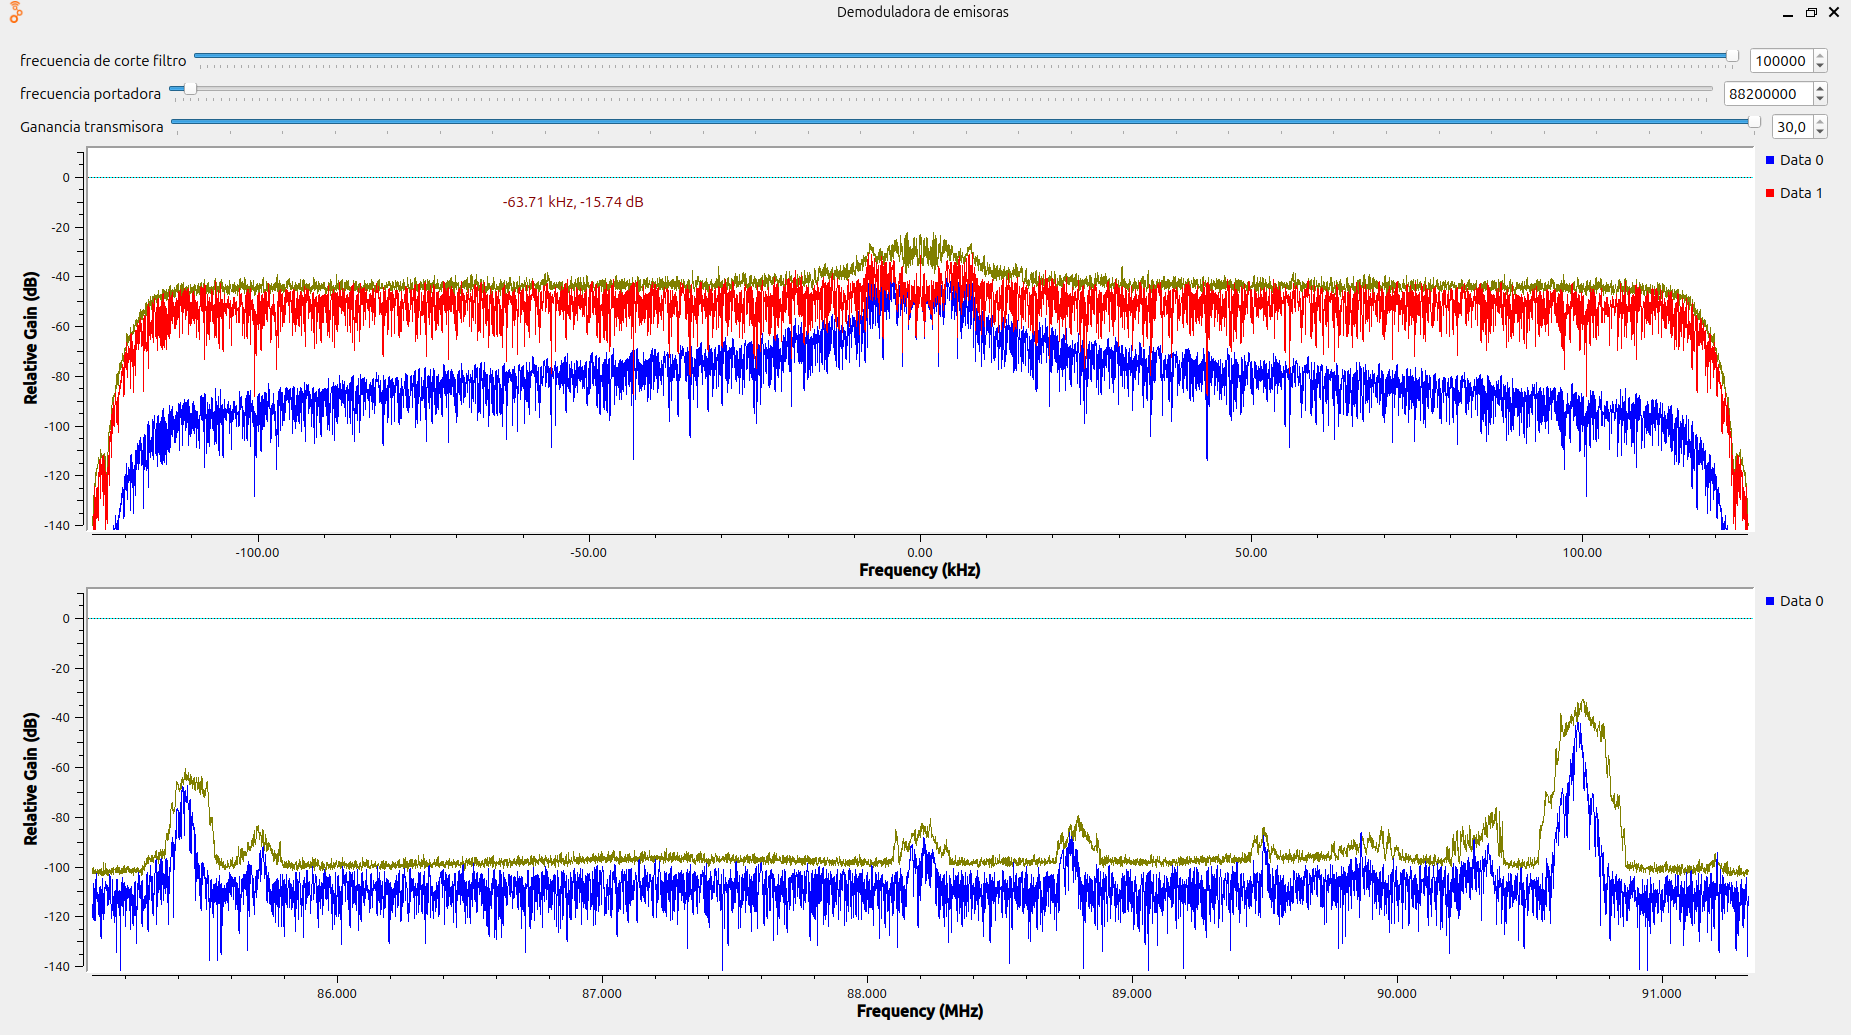 Demoduladora de emisoras
frecuencia de corte filtro 100000
frecuencia portadora 88200000
Ganancia transmisora 30,0
Data 0
Data 1
-63.71 kHz, -15.74 dB
Relative Gain (dB)
0
-20
-40
-60
-80
-100
-120
-140
-100.00 -50.00 0.00 50.00 100.00
Frequency (kHz)
Data 0
Relative Gain (dB)
0
-20
-40
-60
-80
-100
-120
-140
86.000 87.000 88.000 89.000 90.000 91.000
Frequency (MHz)